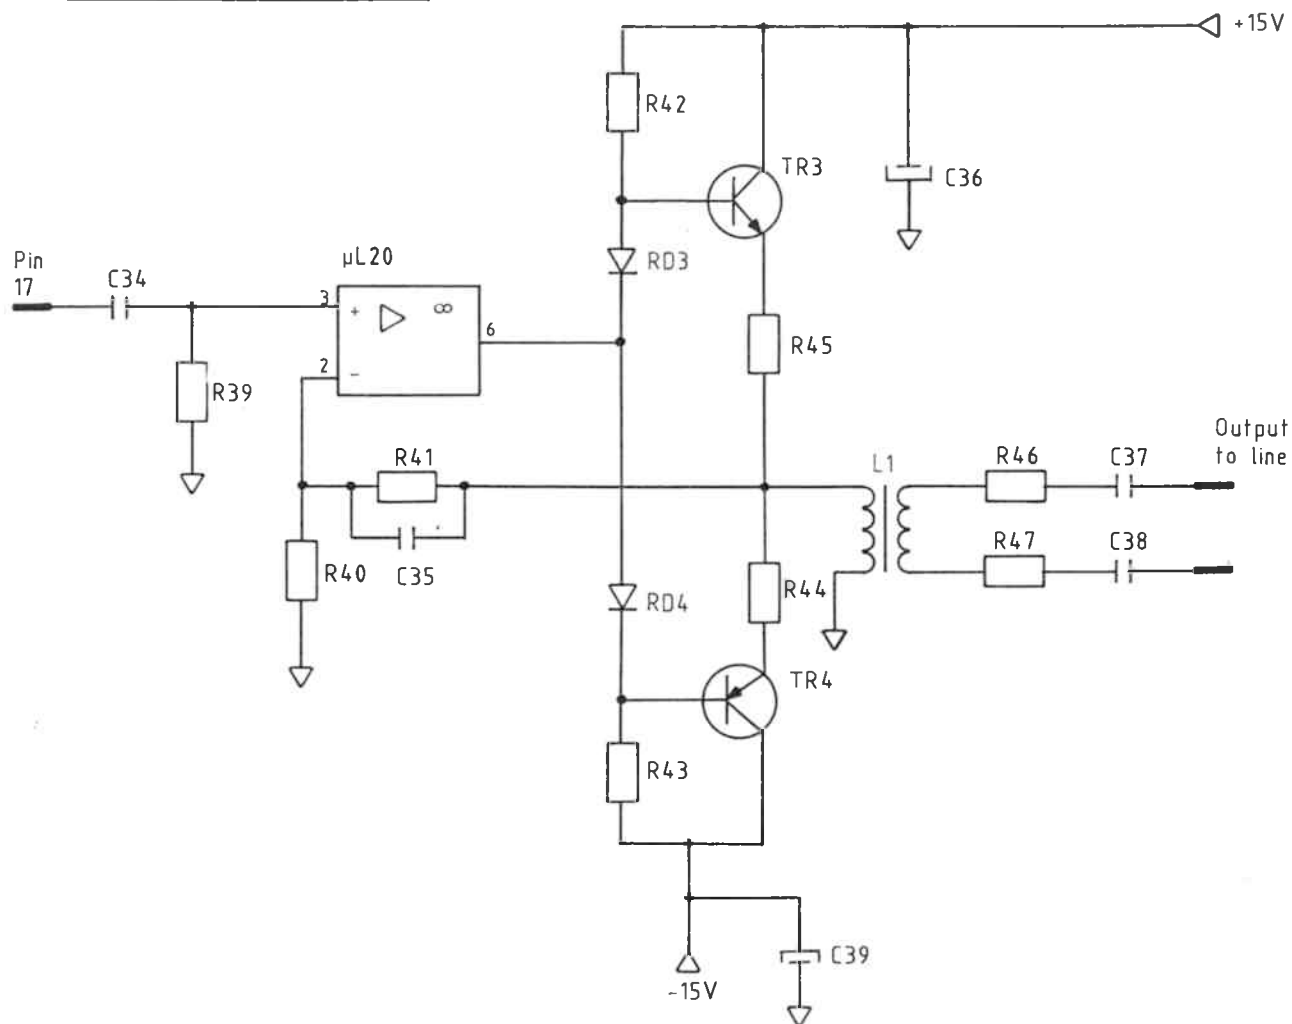 +15V
R42
TR3
C36
µL20
RD3
Pin
17
C34
3
+
∞
6
R45
2
-
R39
Output
to line
R41
L1
R46
C37
R40
C35
RD4
R44
R47
C38
TR4
R43
C39
-15V